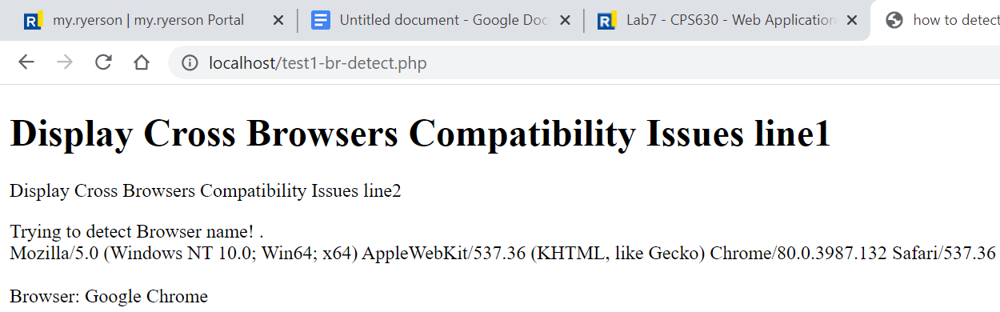 my.ryerson | my.ryerson Portal Untitled document - Google Doc Lab7 - CPS630 - Web Application how to detect
localhost/test1-br-detect.php
Display Cross Browsers Compatibility Issues line1
Display Cross Browsers Compatibility Issues line2
Trying to detect Browser name! .
Mozilla/5.0 (Windows NT 10.0; Win64; x64) AppleWebKit/537.36 (KHTML, like Gecko) Chrome/80.0.3987.132 Safari/537.36
Browser: Google Chrome